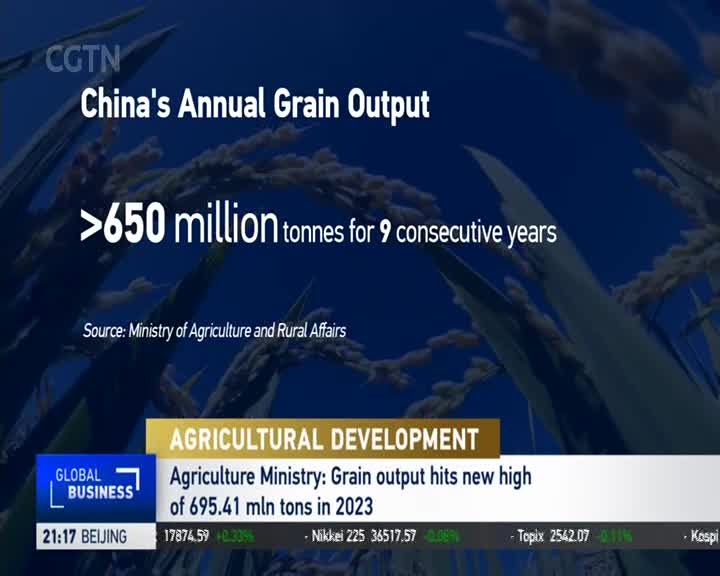 CGTN
China's Annual Grain Output
>650 million tonnes for 9 consecutive years
Source: Ministry of Agriculture and Rural Affairs
AGRICULTURAL DEVELOPMENT
GLOBAL
BUSINESS
Agriculture Ministry: Grain output hits new high
of 695.41 mln tons in 2023
21:17 BEIJING 17874.59 +0.33% · Nikkei 225 36517.57 -0.08% · Topix 2542.07 -0.11% · Kospi